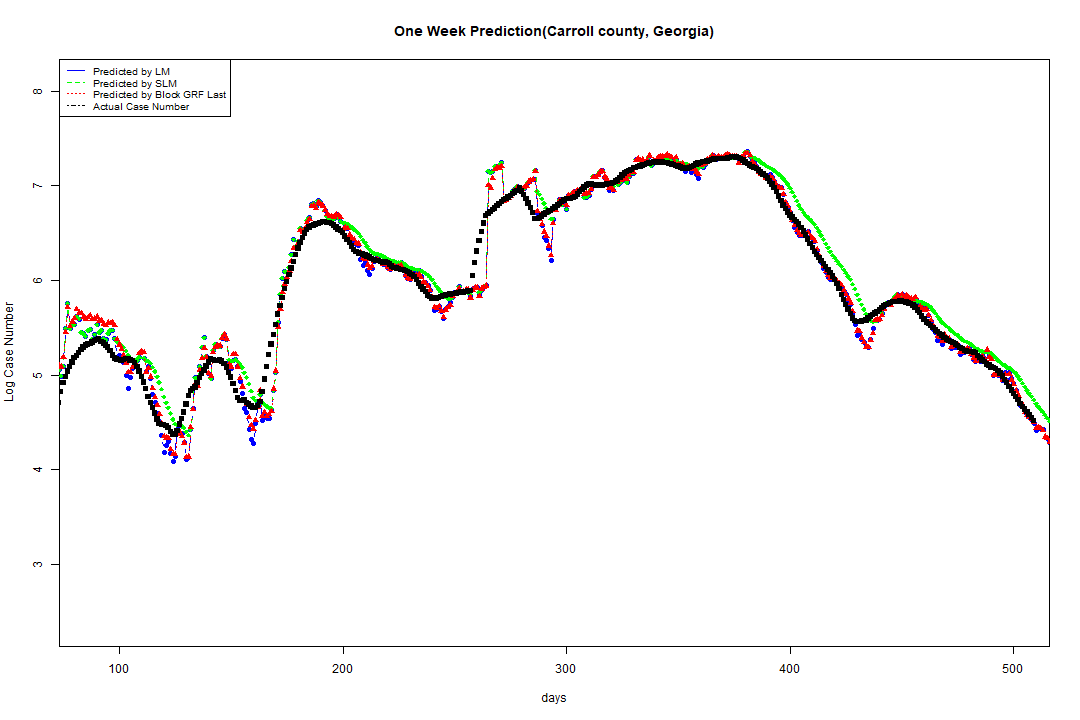 One Week Prediction(Carroll county, Georgia)
Predicted by LM
Predicted by SLM
Predicted by Block GRF Last
Actual Case Number
8
7
6
5
4
3
Log Case Number
100 200 300 400 500
days